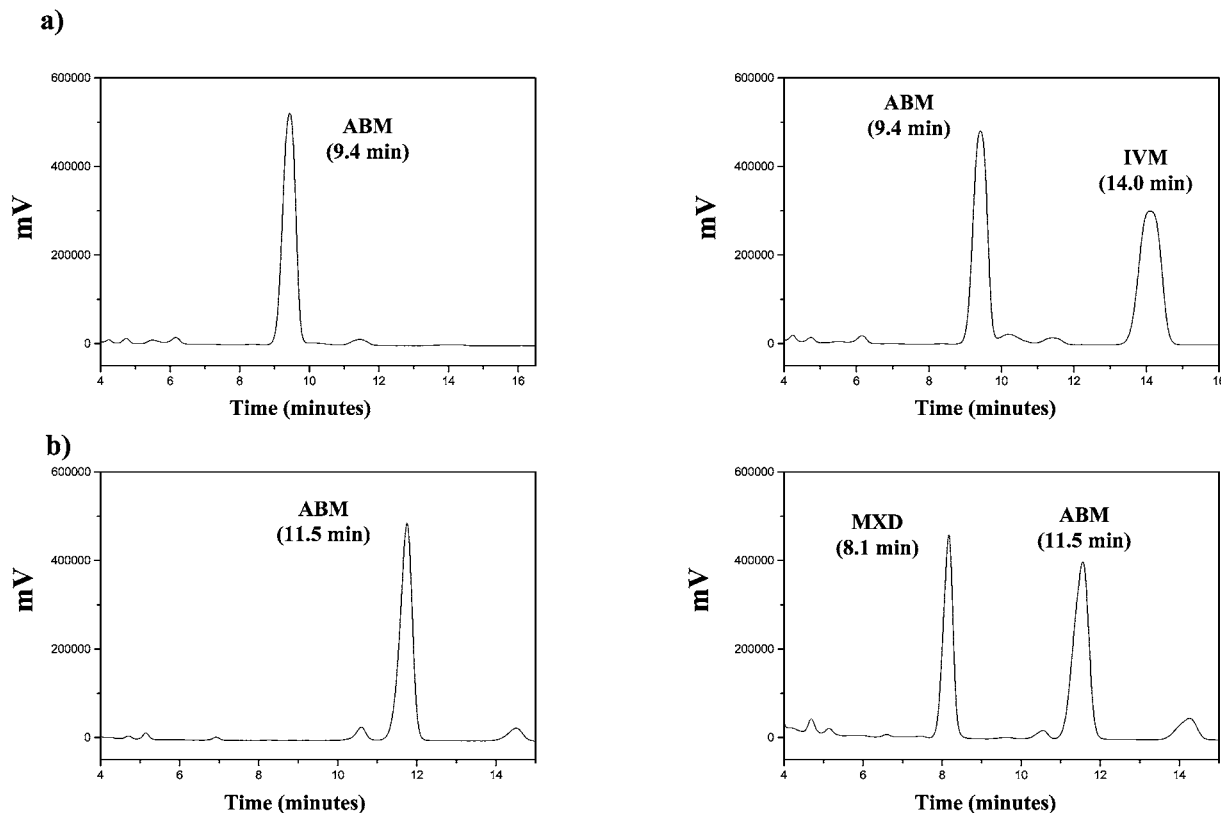 a)
600000
400000
200000
0
mV
ABM
(9.4 min)
4 6 8 10 12 14 16
Time (minutes)
600000
400000
200000
0
mV
ABM
(9.4 min)
IVM
(14.0 min)
4 6 8 10 12 14 16
Time (minutes)
b)
600000
400000
200000
0
mV
ABM
(11.5 min)
4 6 8 10 12 14
Time (minutes)
600000
400000
200000
0
mV
MXD
(8.1 min)
ABM
(11.5 min)
4 6 8 10 12 14
Time (minutes)